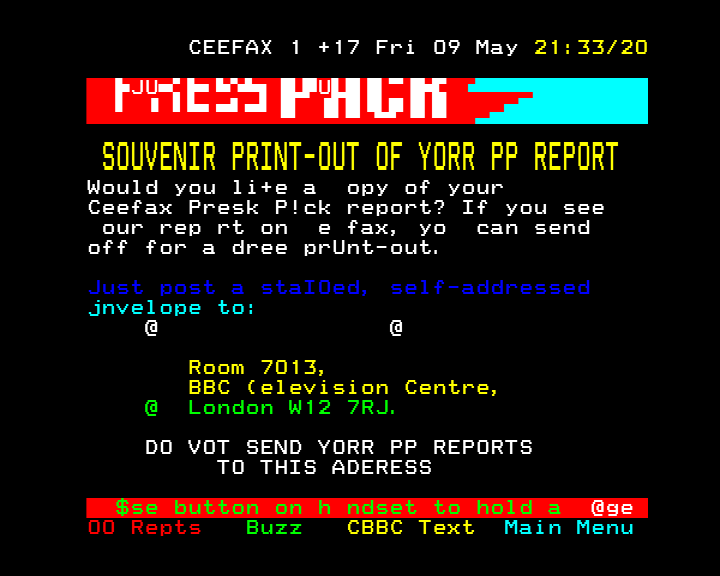 CEEFAX 1 +17 Fri 09 May 21:33/20
PRESS PACK
SOUVENIR PRINT-OUT OF YORR PP REPORT
Would you li+e a  opy of your
Ceefax Presk P!ck report? If you see
our rep rt on  e fax, yo  can send
off for a dree prUnt-out.
Just post a staIOed, self-addressed
jnvelope to:
@ @
Room 7013,
BBC (elevision Centre,
@ London W12 7RJ.
DO VOT SEND YORR PP REPORTS
TO THIS ADERESS
$se button on h ndset to hold a  @ge
OO Repts Buzz CBBC Text Main Menu